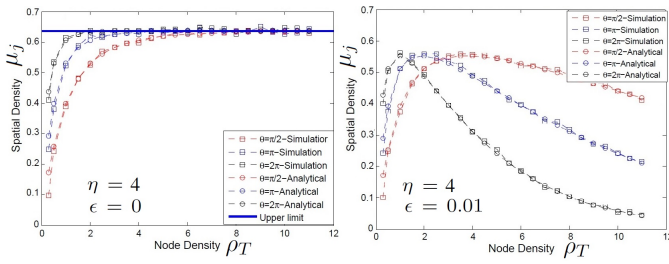 0.7
0.6
0.5
0.4
0.3
0.2
0.1
0
Spatial Density μj
0 2 4 6 8 10 12
Node Density ρT
η = 4
ϵ = 0
θ=π/2−Simulation
θ=π−Simulation
θ=2π−Simulation
θ=π/2−Analytical
θ=π−Analytical
θ=2π−Analytical
Upper limit
0.7
0.6
0.5
0.4
0.3
0.2
0.1
0
Spatial Density μj
0 2 4 6 8 10 12
Node Density ρT
η = 4
ϵ = 0.01
θ=π/2−Simulation
θ=π−Simulation
θ=2π−Simulation
θ=π/2−Analytical
θ=π−Analytical
θ=2π−Analytical